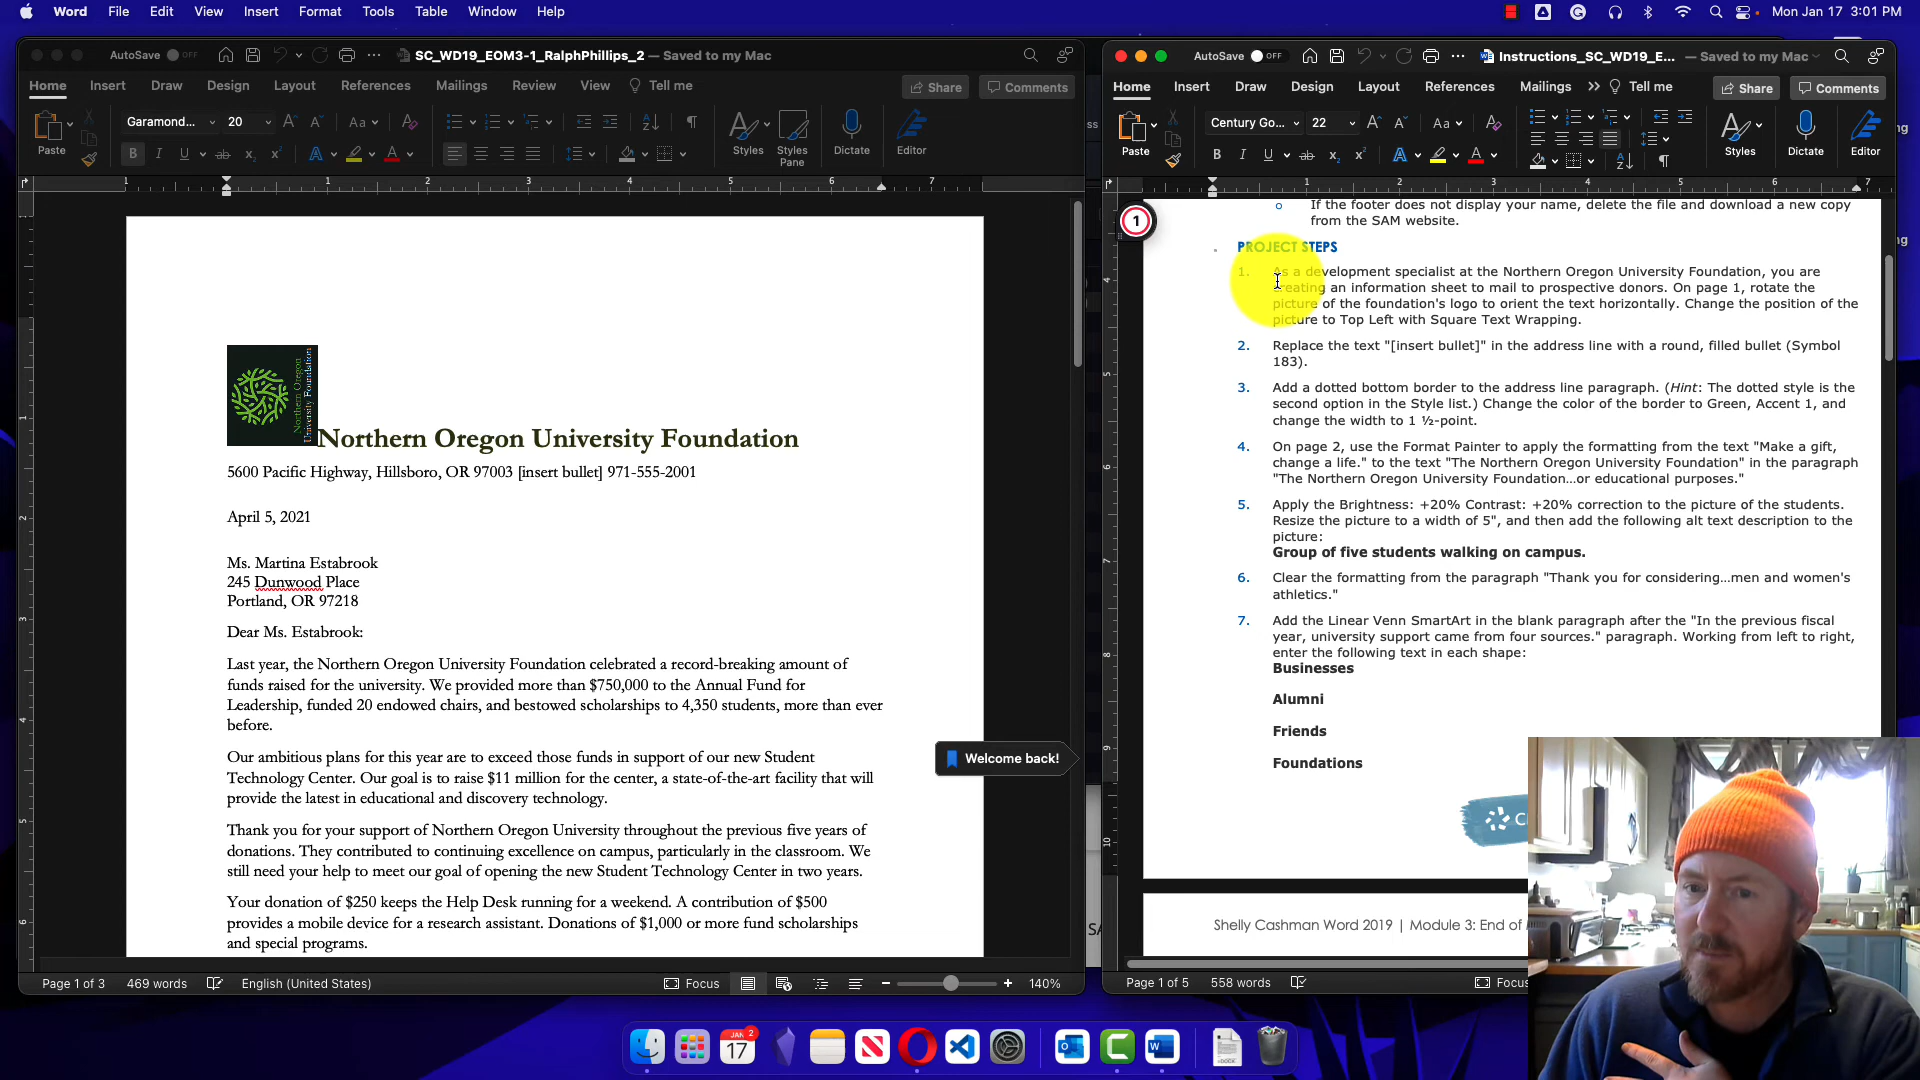 Word File Edit View Insert Format Tools Table Window Help
Mon Jan 17 3:01 PM
AutoSave OFF
SC_WD19_EOM3-1_RalphPhillips_2 — Saved to my Mac
Home Insert Draw Design Layout References Mailings Review View Tell me
Share Comments
Garamond... 20
Paste
Styles
Styles Pane
Dictate
Editor
Northern Oregon
University Foundation
Northern Oregon University Foundation
5600 Pacific Highway, Hillsboro, OR 97003 [insert bullet] 971-555-2001
April 5, 2021
Ms. Martina Estabrook
245 Dunwood Place
Portland, OR 97218
Dear Ms. Estabrook:
Last year, the Northern Oregon University Foundation celebrated a record-breaking amount of
funds raised for the university. We provided more than $750,000 to the Annual Fund for
Leadership, funded 20 endowed chairs, and bestowed scholarships to 4,350 students, more than ever
before.
Our ambitious plans for this year are to exceed those funds in support of our new Student
Technology Center. Our goal is to raise $11 million for the center, a state-of-the-art facility that will
provide the latest in educational and discovery technology.
Thank you for your support of Northern Oregon University throughout the previous five years of
donations. They contributed to continuing excellence on campus, particularly in the classroom. We
still need your help to meet our goal of opening the new Student Technology Center in two years.
Your donation of $250 keeps the Help Desk running for a weekend. A contribution of $500
provides a mobile device for a research assistant. Donations of $1,000 or more fund scholarships
and special programs.
Welcome back!
Page 1 of 3 469 words English (United States) Focus 140%
AutoSave OFF
Instructions_SC_WD19_E... — Saved to my Mac
Home Insert Draw Design Layout References Mailings Tell me
Share Comments
Century Go... 22
Paste
Styles
Dictate
Editor
1
If the footer does not display your name, delete the file and download a new copy
from the SAM website.
PROJECT STEPS
1. As a development specialist at the Northern Oregon University Foundation, you are
creating an information sheet to mail to prospective donors. On page 1, rotate the
picture of the foundation's logo to orient the text horizontally. Change the position of the
picture to Top Left with Square Text Wrapping.
2. Replace the text "[insert bullet]" in the address line with a round, filled bullet (Symbol
183).
3. Add a dotted bottom border to the address line paragraph. (Hint: The dotted style is the
second option in the Style list.) Change the color of the border to Green, Accent 1, and
change the width to 1 ½-point.
4. On page 2, use the Format Painter to apply the formatting from the text "Make a gift,
change a life." to the text "The Northern Oregon University Foundation" in the paragraph
"The Northern Oregon University Foundation…or educational purposes."
5. Apply the Brightness: +20% Contrast: +20% correction to the picture of the students.
Resize the picture to a width of 5", and then add the following alt text description to the
picture:
Group of five students walking on campus.
6. Clear the formatting from the paragraph "Thank you for considering…men and women's
athletics."
7. Add the Linear Venn SmartArt in the blank paragraph after the "In the previous fiscal
year, university support came from four sources." paragraph. Working from left to right,
enter the following text in each shape:
Businesses
Alumni
Friends
Foundations
Shelly Cashman Word 2019 | Module 3: End of
Page 1 of 5 558 words Focus
JAN 17
2